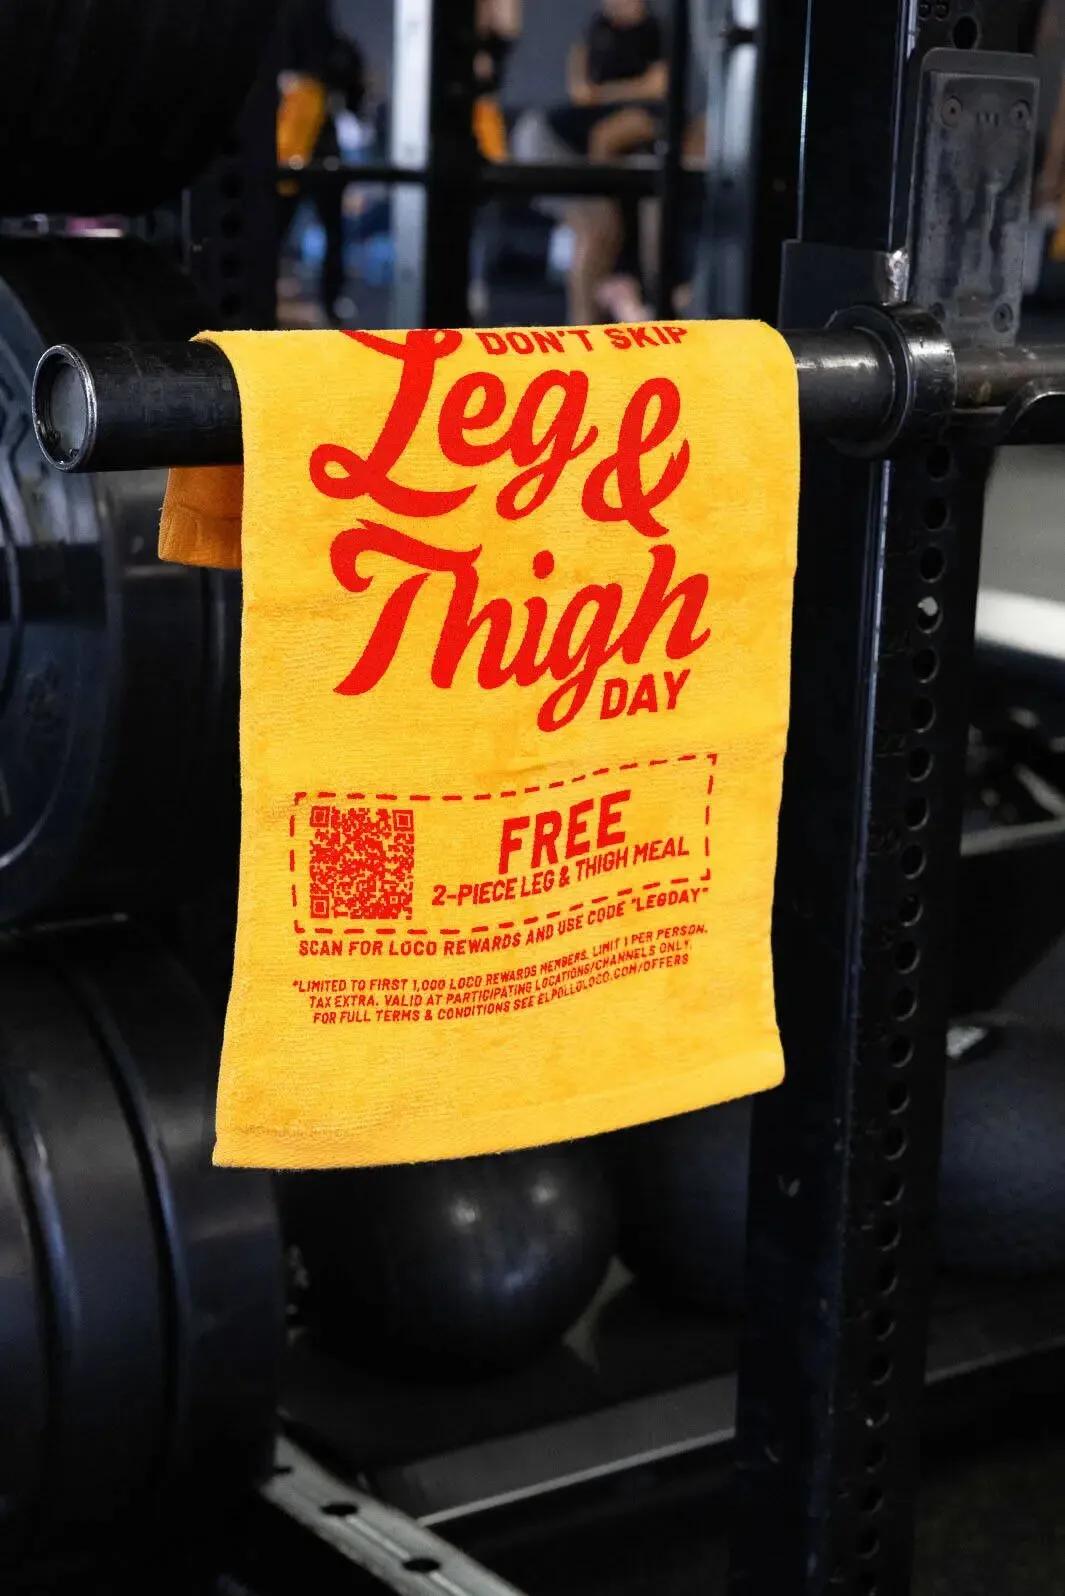 DON'T SKIP
Leg &
Thigh
DAY
FREE
2-PIECE LEG & THIGH MEAL
SCAN FOR LOCO REWARDS AND USE CODE "LEGDAY"
*LIMITED TO FIRST 1,000 LOCO REWARDS MEMBERS. LIMIT 1 PER PERSON.
TAX EXTRA. VALID AT PARTICIPATING LOCATIONS/CHANNELS ONLY.
FOR FULL TERMS & CONDITIONS SEE ELPOLLOLOCO.COM/OFFERS